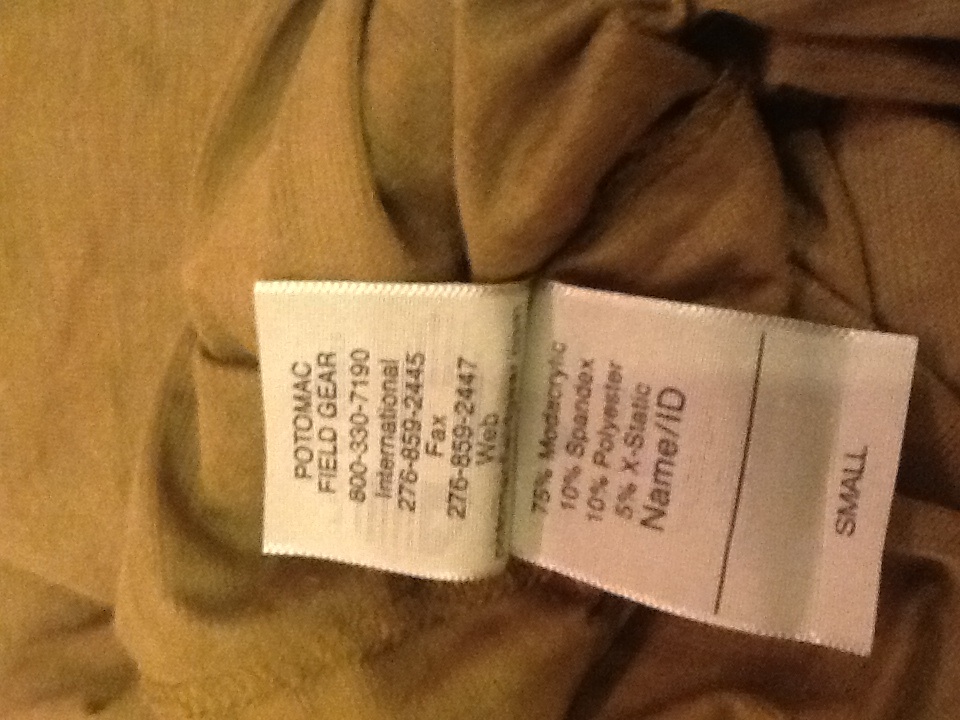 POTOMAC
FIELD GEAR
800-330-7190
International
276-859-2445
Fax
276-859-2447
Web
75% Modacrylic
10% Spandex
10% Polyester
5% X-Static
Name/ID
SMALL